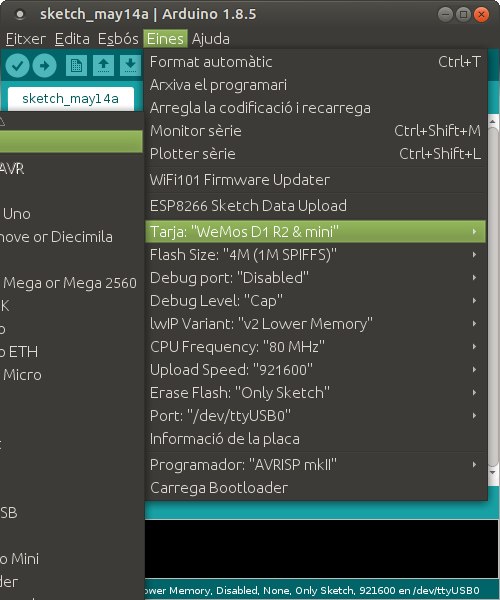 sketch_may14a | Arduino 1.8.5
Fitxer Edita Esbós Eines Ajuda
sketch_may14a
Format automàtic Ctrl+T
Arxiva el programari
Arregla la codificació i recarrega
Monitor sèrie Ctrl+Shift+M
Plotter sèrie Ctrl+Shift+L
WiFi101 Firmware Updater
ESP8266 Sketch Data Upload
Tarja: "WeMos D1 R2 & mini"
Flash Size: "4M (1M SPIFFS)"
Debug port: "Disabled"
Debug Level: "Cap"
lwIP Variant: "v2 Lower Memory"
CPU Frequency: "80 MHz"
Upload Speed: "921600"
Erase Flash: "Only Sketch"
Port: "/dev/ttyUSB0"
Informació de la placa
Programador: "AVRISP mkII"
Carrega Bootloader
AVR
Uno
nove or Diecimila
Mega or Mega 2560
K
o
o ETH
Micro
SB
o Mini
der
ower Memory, Disabled, None, Only Sketch, 921600 en /dev/ttyUSB0